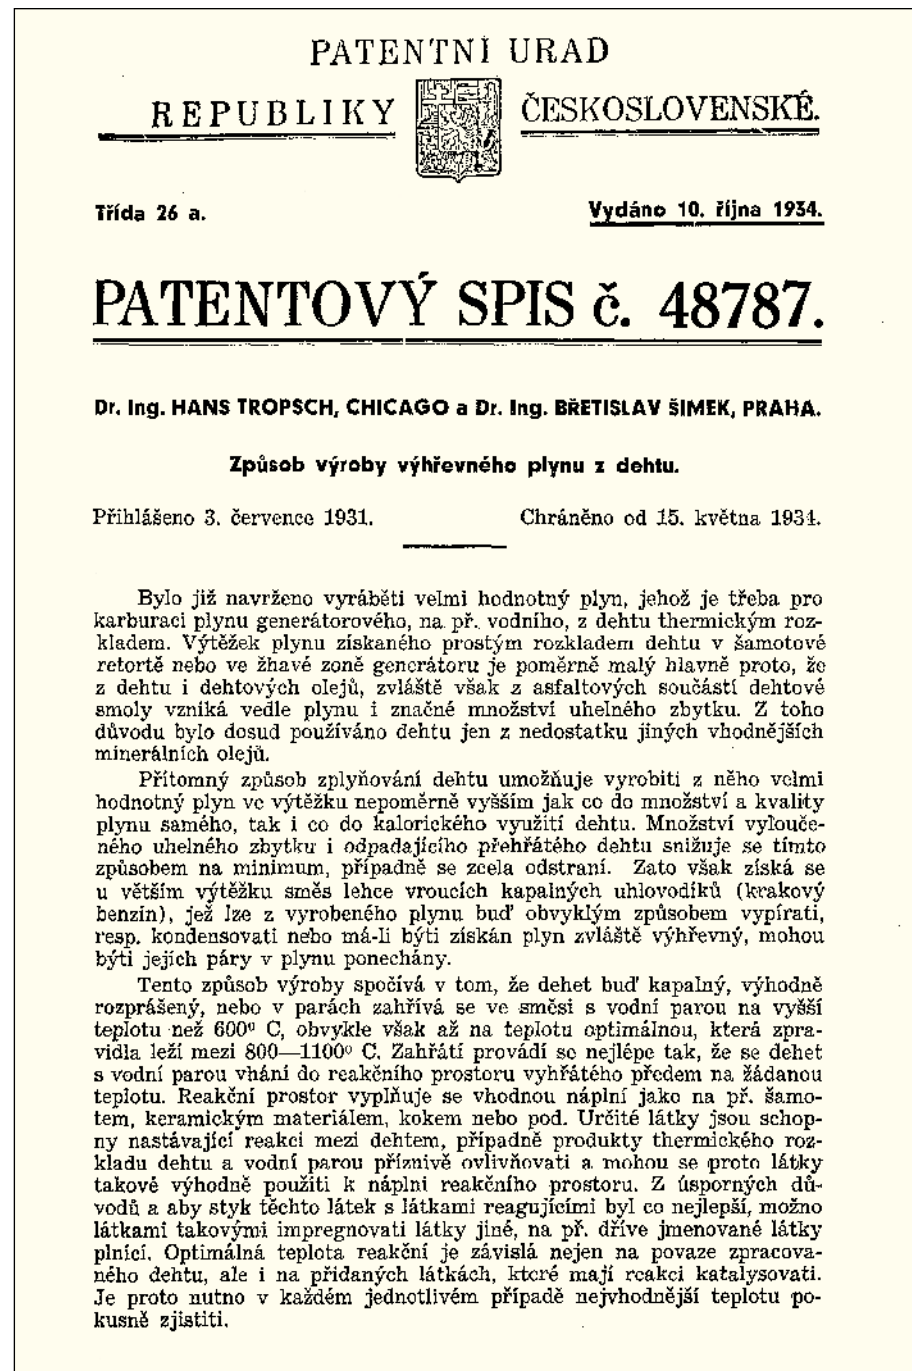 PATENTNÍ URAD
REPUBLIKY ČESKOSLOVENSKÉ.
Třída 26 a.
Vydáno 10. října 1934.
PATENTOVÝ SPIS č. 48787.
Dr. Ing. HANS TROPSCH, CHICAGO a Dr. Ing. BŘETISLAV ŠIMEK, PRAHA.
Způsob výroby výhřevného plynu z dehtu.
Přihlášeno 3. července 1931.
Chráněno od 15. května 1934.
Bylo již navrženo vyráběti velmi hodnotný plyn, jehož je třeba pro
karburaci plynu generátorového, na př. vodního, z dehtu thermickým roz-
kladem. Výtěžek plynu získaného prostým rozkladem dehtu v šamotové
retortě nebo ve žhavé zoně generátoru je poměrně malý hlavně proto, že
z dehtu i dehtových olejů, zvláště však z asfaltových součástí dehtové
smoly vzniká vedle plynu i značné množství uhelného zbytku. Z toho
důvodu bylo dosud používáno dehtu jen z nedostatku jiných vhodnějších
minerálních olejů.
Přítomný způsob zplyňování dehtu umožňuje vyrobiti z něho velmi
hodnotný plyn ve výtěžku nepoměrně vyšším jak co do množství a kvality
plynu samého, tak i co do kalorického využití dehtu. Množství vylouče-
ného uhelného zbytku i odpadajícího přehřátého dehtu snižuje se tímto
způsobem na minimum, případně se zcela odstraní. Zato však získá se
u větším výtěžku směs lehce vroucích kapalných uhlovodíků (krakový
benzin), jež lze z vyrobeného plynu buď obvyklým způsobem vypírati,
resp. kondensovati nebo má-li býti získán plyn zvláště výhřevný, mohou
býti jejich páry v plynu ponechány.
Tento způsob výroby spočívá v tom, že dehet buď kapalný, výhodně
rozprášený, nebo v parách zahřívá se ve směsi s vodní parou na vyšší
teplotu než 600⁰ C, obvykle však až na teplotu optimálnou, která zpra-
vidla leží mezi 800—1100⁰ C. Zahřátí provádí se nejlépe tak, že se dehet
s vodní parou vhání do reakčního prostoru vyhřátého předem na žádanou
teplotu. Reakční prostor vyplňuje se vhodnou náplní jako na př. šamo-
tem, keramickým materiálem, kokem nebo pod. Určité látky jsou schop-
ny nastávající reakci mezi dehtem, případně produkty thermického roz-
kladu dehtu a vodní parou příznivě ovlivňovati a mohou se proto látky
takové výhodně použíti k náplni reakčního prostoru. Z úsporných dů-
vodů a aby styk těchto látek s látkami reagujícími byl co nejlepší, možno
látkami takovými impregnovati látky jiné, na př. dříve jmenované látky
plnící. Optimálná teplota reakční je závislá nejen na povaze zpracova-
ného dehtu, ale i na přidaných látkách, které mají reakci katalysovati.
Je proto nutno v každém jednotlivém případě nejvhodnější teplotu po-
kusně zjistiti.